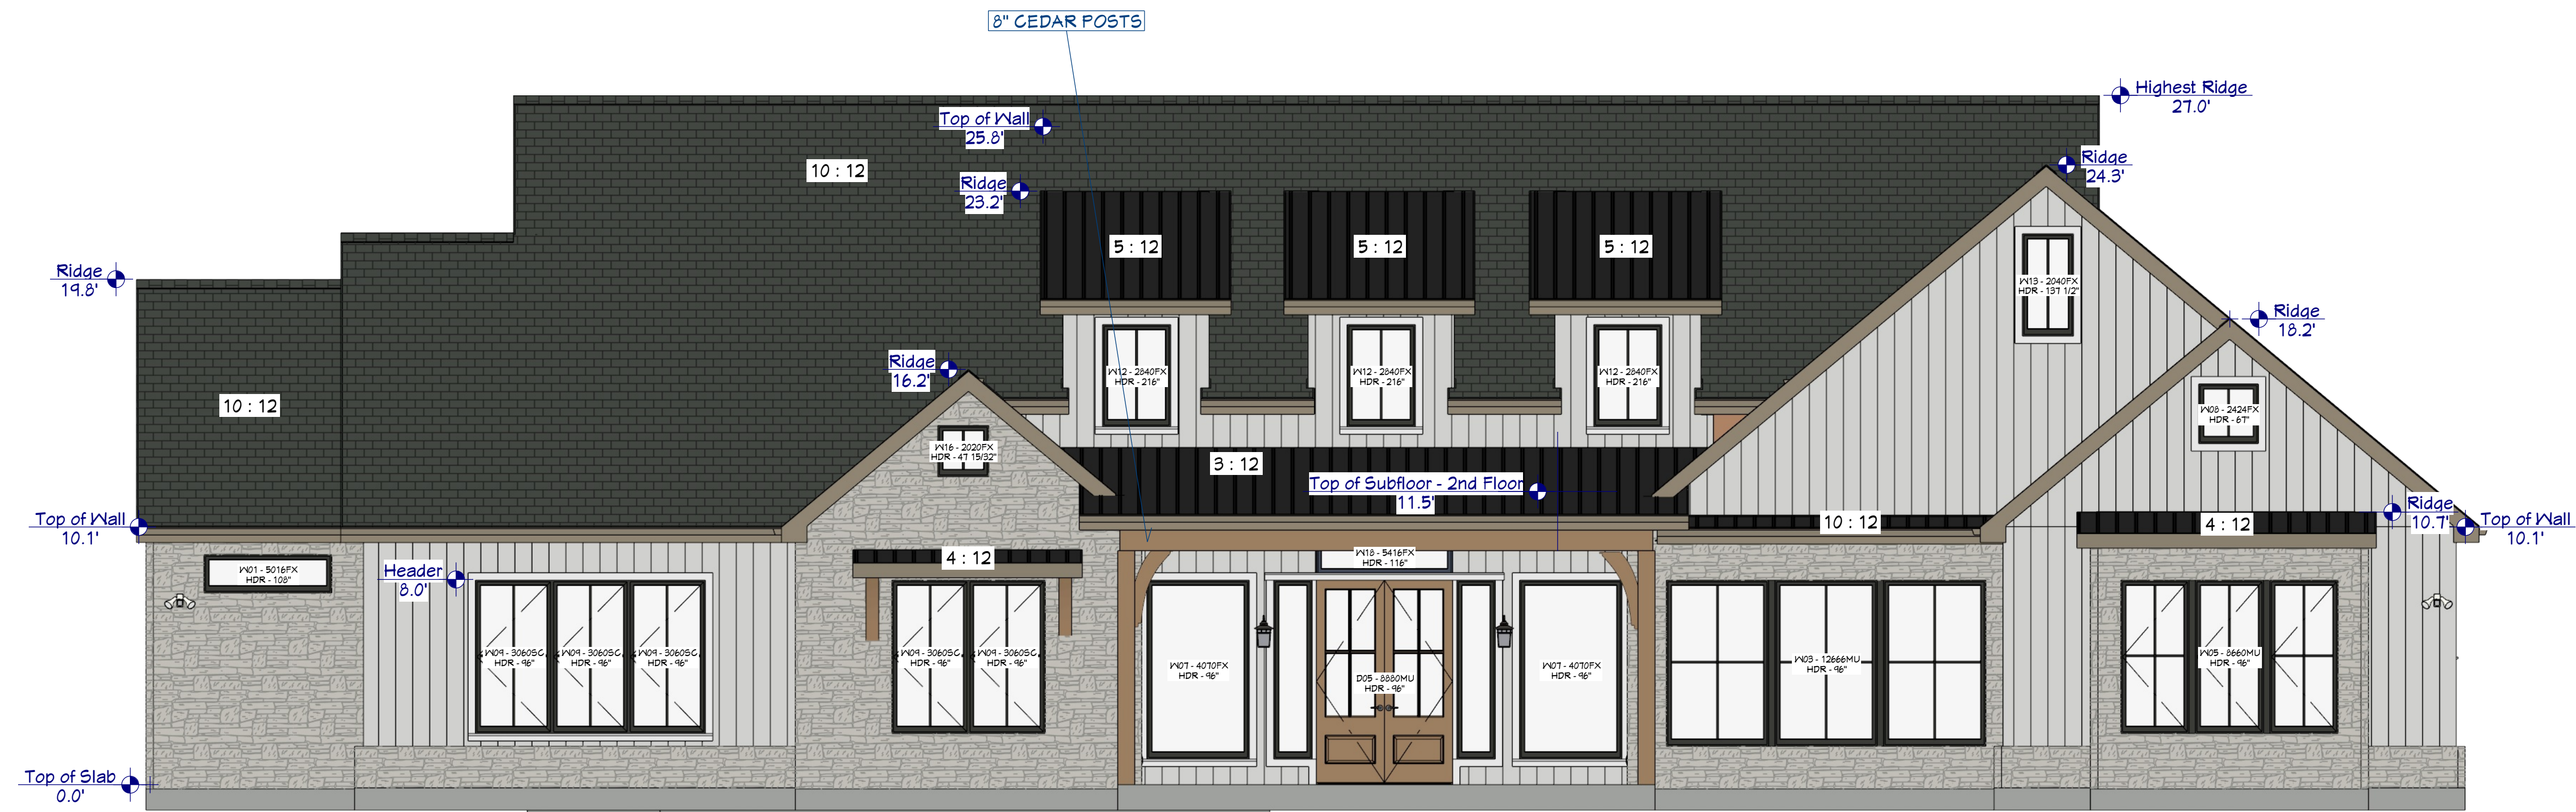 8" CEDAR POSTS
Highest Ridge
27.0'
Top of Wall
25.8'
10 : 12
Ridge
24.3'
Ridge
23.2'
5 : 12
5 : 12
5 : 12
Ridge
19.8'
W13 - 2040FX
HDR - 137 1/2"
Ridge
18.2'
Ridge
16.2'
W12 - 2840FX
HDR - 216"
W12 - 2840FX
HDR - 216"
W12 - 2840FX
HDR - 216"
10 : 12
W08 - 2424FX
HDR - 67"
W16 - 2020FX
HDR - 47 15/32"
3 : 12
Top of Subfloor - 2nd Floor
11.5'
Ridge
10.7'
Top of Wall
10.1'
10 : 12
4 : 12
Top of Wall
10.1'
4 : 12
W18 - 5416FX
HDR - 116"
W01 - 5016FX
HDR - 108"
Header
8.0'
W09 - 3060SC
HDR - 96"
W09 - 3060SC
HDR - 96"
W09 - 3060SC
HDR - 96"
W09 - 3060SC
HDR - 96"
W09 - 3060SC
HDR - 96"
W07 - 4070FX
HDR - 96"
D05 - 8880MU
HDR - 96"
W07 - 4070FX
HDR - 96"
W03 - 12666MU
HDR - 96"
W05 - 8660MU
HDR - 96"
Top of Slab
0.0'